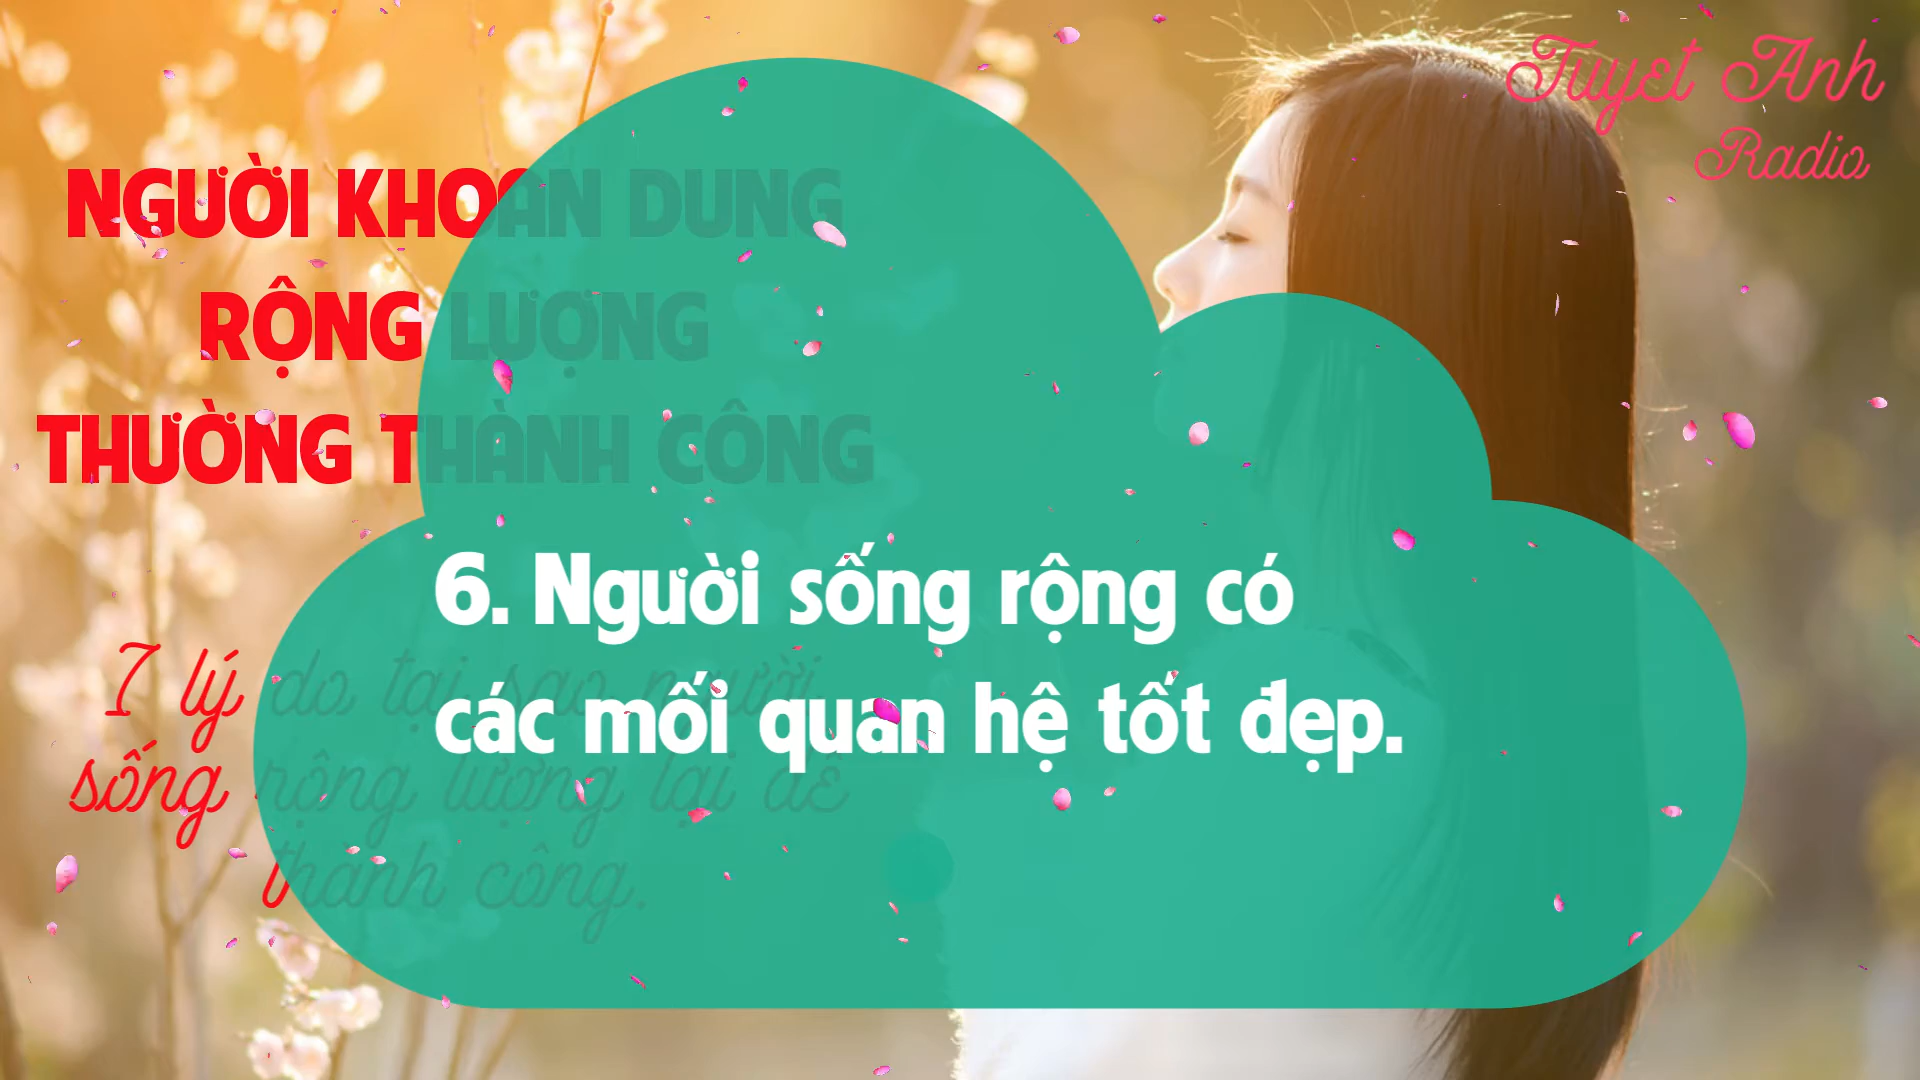 Tuyet Anh
Radio
NGƯỜI KHOAN DUNG
RỘNG LƯỢNG
THƯỜNG THÀNH CÔNG
6. Người sống rộng có
các mối quan hệ tốt đẹp.
7 lý do tại sao người
sống rộng lượng lại dễ
thành công.